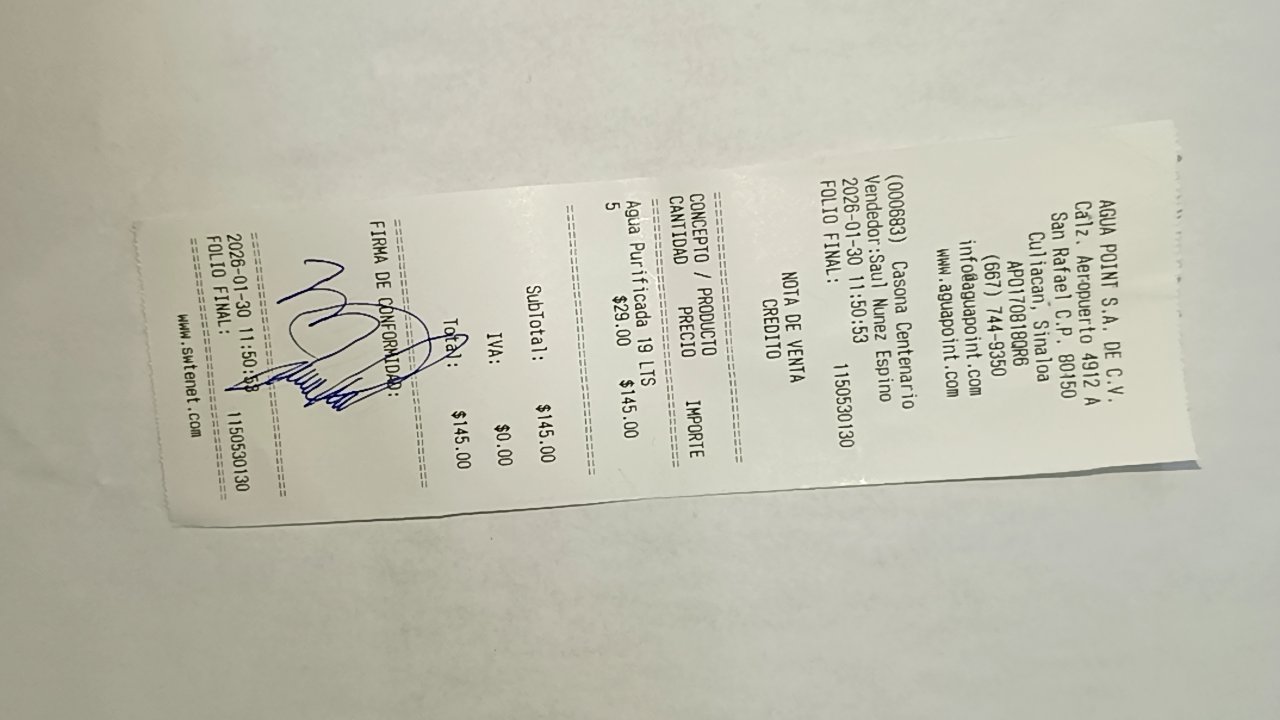 AGUA POINT S.A. DE C.V.
Calz. Aeropuerto 4912 A
San Rafael C.P. 80150
Culiacan, Sinaloa
APO170818QR6
(667) 744-9350
info@aguapoint.com
www.aguapoint.com
NOTA DE VENTA
CREDITO
(000683) Casona Centenario
Vendedor:Saul Nunez Espino
2026-01-30 11:50:53
FOLIO FINAL: 1150530130
==========================
CONCEPTO / PRODUCTO
CANTIDAD PRECIO IMPORTE
==========================
Agua Purificada 19 LTS
5 $29.00 $145.00
==========================
SubTotal: $145.00
IVA: $0.00
Total: $145.00
==========================
FIRMA DE CONFORMIDAD:
==========================
2026-01-30 11:50:53
FOLIO FINAL: 1150530130
==========================
www.swtenet.com